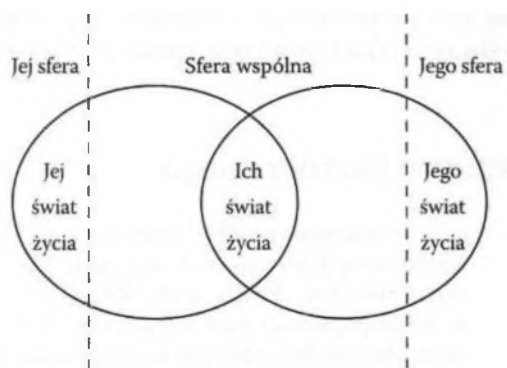 Jej sfera
Sfera wspólna
Jego sfera
Jej
świat
życia
Ich
świat
życia
Jego
świat
życia